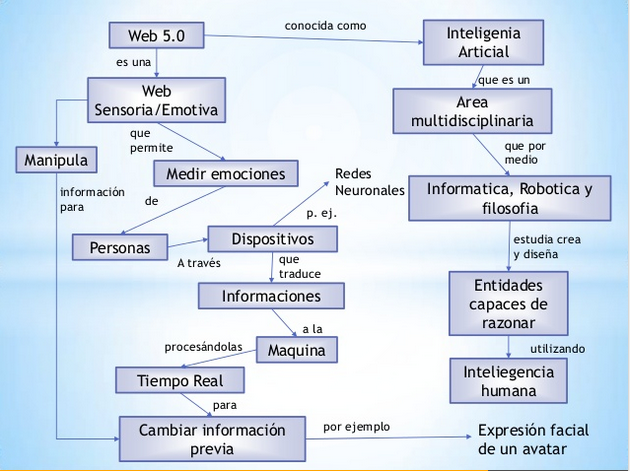 Web 5.0
conocida como
Inteligenia
Articial
es una
que es un
Web
Sensoria/Emotiva
Area
multidisciplinaria
que
permite
que por
medio
Manipula
Medir emociones
Redes
Neuronales
Informatica, Robotica y
filosofia
información
para
de
p. ej.
Personas
A través
Dispositivos
estudia crea
y diseña
que
traduce
Informaciones
Entidades
capaces de
razonar
a la
procesándolas
Maquina
utilizando
Tiempo Real
Inteliegencia
humana
para
Cambiar información
previa
por ejemplo
Expresión facial
de un avatar